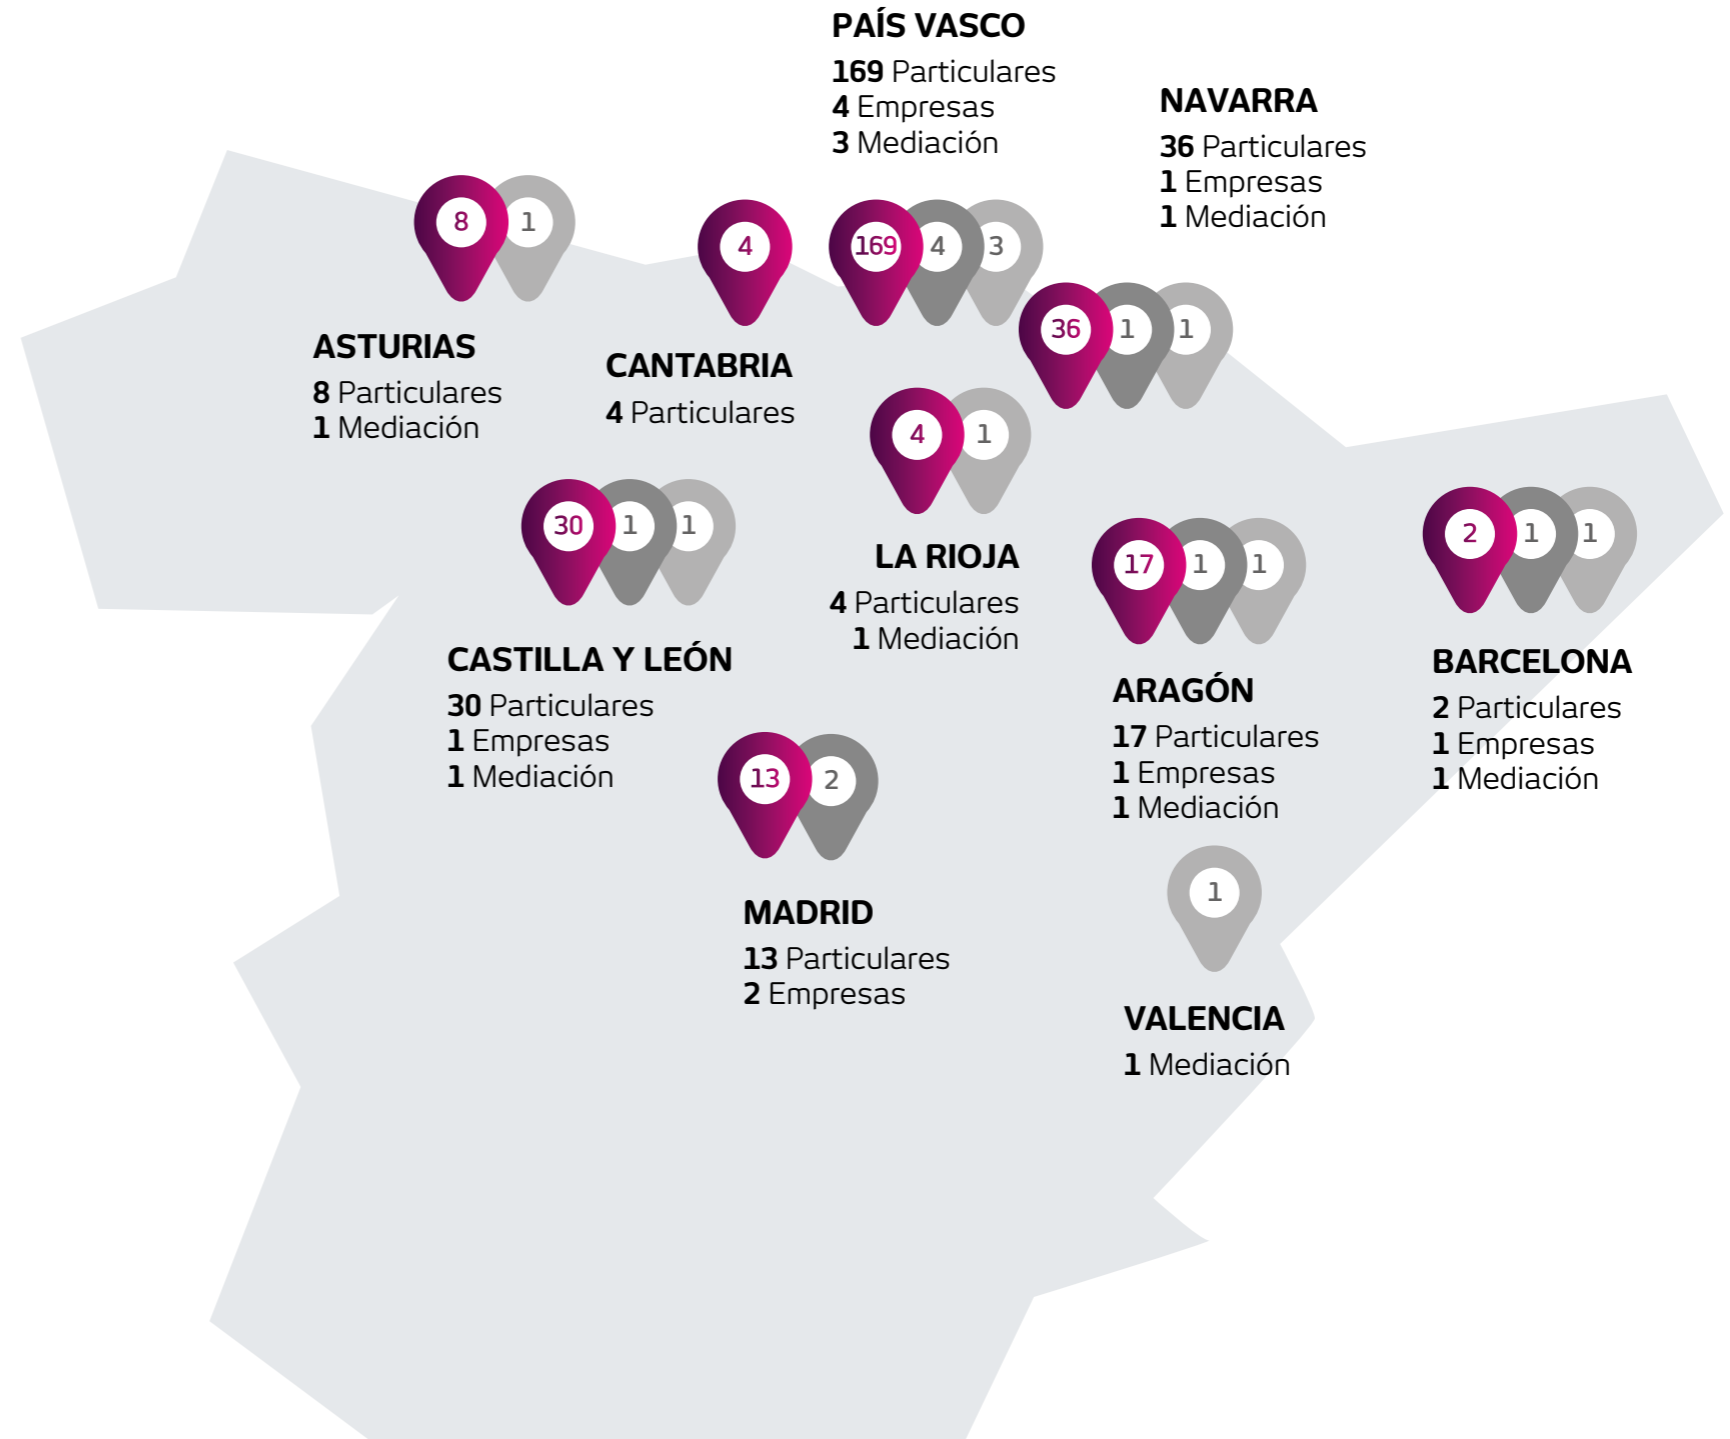 PAÍS VASCO
169 Particulares
4 Empresas
3 Mediación
NAVARRA
36 Particulares
1 Empresas
1 Mediación
8 1
4
169 4 3
36 1 1
ASTURIAS
8 Particulares
1 Mediación
CANTABRIA
4 Particulares
4 1
30 1 1
LA RIOJA
4 Particulares
1 Mediación
17 1 1
2 1 1
CASTILLA Y LEÓN
30 Particulares
1 Empresas
1 Mediación
ARAGÓN
17 Particulares
1 Empresas
1 Mediación
BARCELONA
2 Particulares
1 Empresas
1 Mediación
13 2
MADRID
13 Particulares
2 Empresas
1
VALENCIA
1 Mediación